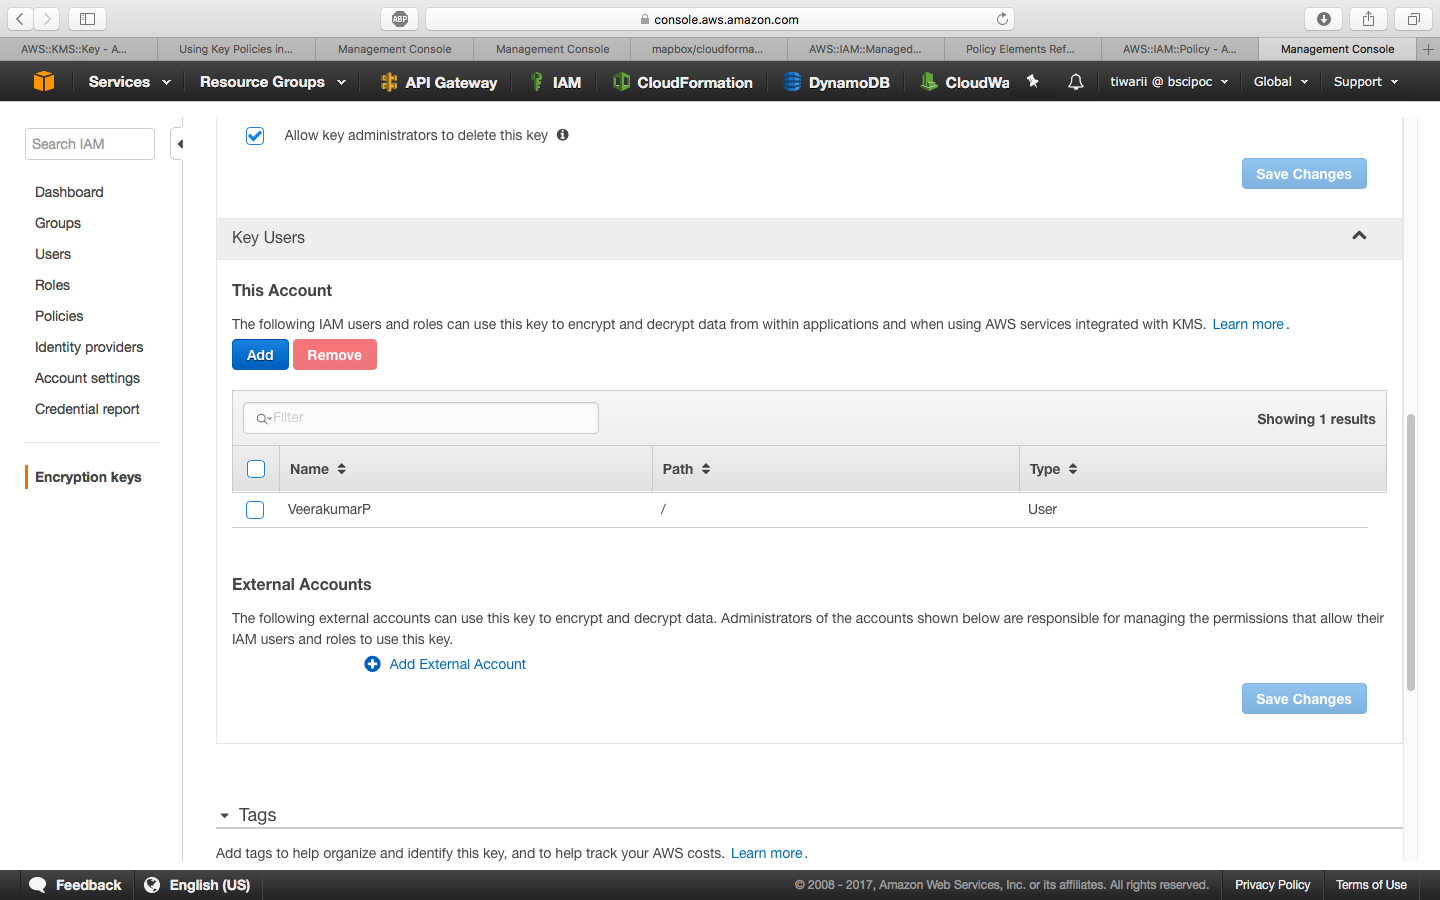 ABP
console.aws.amazon.com
AWS::KMS::Key - A...
Using Key Policies in...
Management Console
Management Console
mapbox/cloudforma...
AWS::IAM::Managed...
Policy Elements Ref...
AWS::IAM::Policy - A...
Management Console
Services
Resource Groups
API Gateway
IAM
CloudFormation
DynamoDB
CloudWa
tiwarii @ bscipoc
Global
Support
Search IAM
Dashboard
Groups
Users
Roles
Policies
Identity providers
Account settings
Credential report
Encryption keys
Allow key administrators to delete this key
Save Changes
Key Users
This Account
The following IAM users and roles can use this key to encrypt and decrypt data from within applications and when using AWS services integrated with KMS. Learn more.
Add
Remove
Filter
Showing 1 results
Name
Path
Type
VeerakumarP
/
User
External Accounts
The following external accounts can use this key to encrypt and decrypt data. Administrators of the accounts shown below are responsible for managing the permissions that allow their
IAM users and roles to use this key.
Add External Account
Save Changes
Tags
Add tags to help organize and identify this key, and to help track your AWS costs. Learn more.
Feedback
English (US)
© 2008 - 2017, Amazon Web Services, Inc. or its affiliates. All rights reserved.
Privacy Policy
Terms of Use